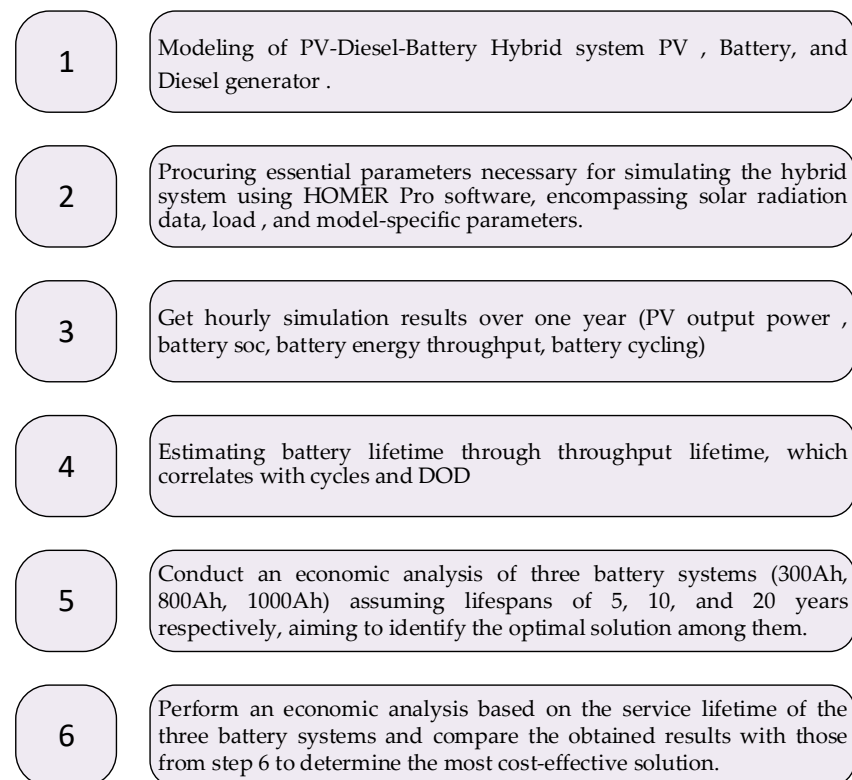 1
Modeling of PV-Diesel-Battery Hybrid system PV , Battery, and
Diesel generator .
2
Procuring essential parameters necessary for simulating the hybrid
system using HOMER Pro software, encompassing solar radiation
data, load , and model-specific parameters.
3
Get hourly simulation results over one year (PV output power ,
battery soc, battery energy throughput, battery cycling)
4
Estimating battery lifetime through throughput lifetime, which
correlates with cycles and DOD
5
Conduct an economic analysis of three battery systems (300Ah,
800Ah, 1000Ah) assuming lifespans of 5, 10, and 20 years
respectively, aiming to identify the optimal solution among them.
6
Perform an economic analysis based on the service lifetime of the
three battery systems and compare the obtained results with those
from step 6 to determine the most cost-effective solution.